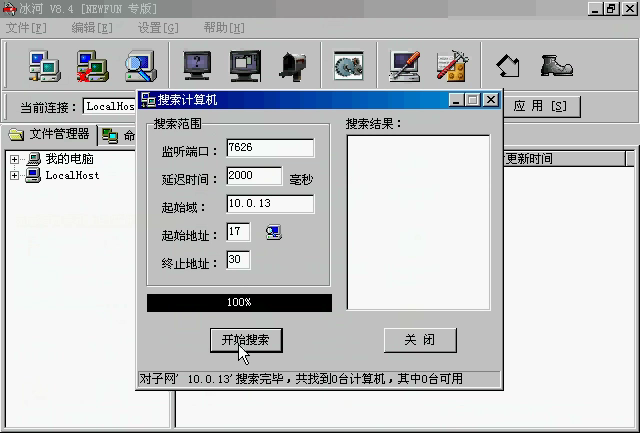 冰河 V8.4 [NEWFUN 专版]
文件[F] 编辑[E] 设置[G] 帮助[H]
当前连接： LocalHos
应 用 [S]
文件管理器 命
更新时间
我的电脑
LocalHost
搜索计算机
搜索范围
监听端口： 7626
延迟时间： 2000 毫秒
起始域： 10.0.13
起始地址： 17
终止地址： 30
搜索结果：
100%
开始搜索 关 闭
对子网' 10.0.13'搜索完毕，共找到0台计算机，其中0台可用